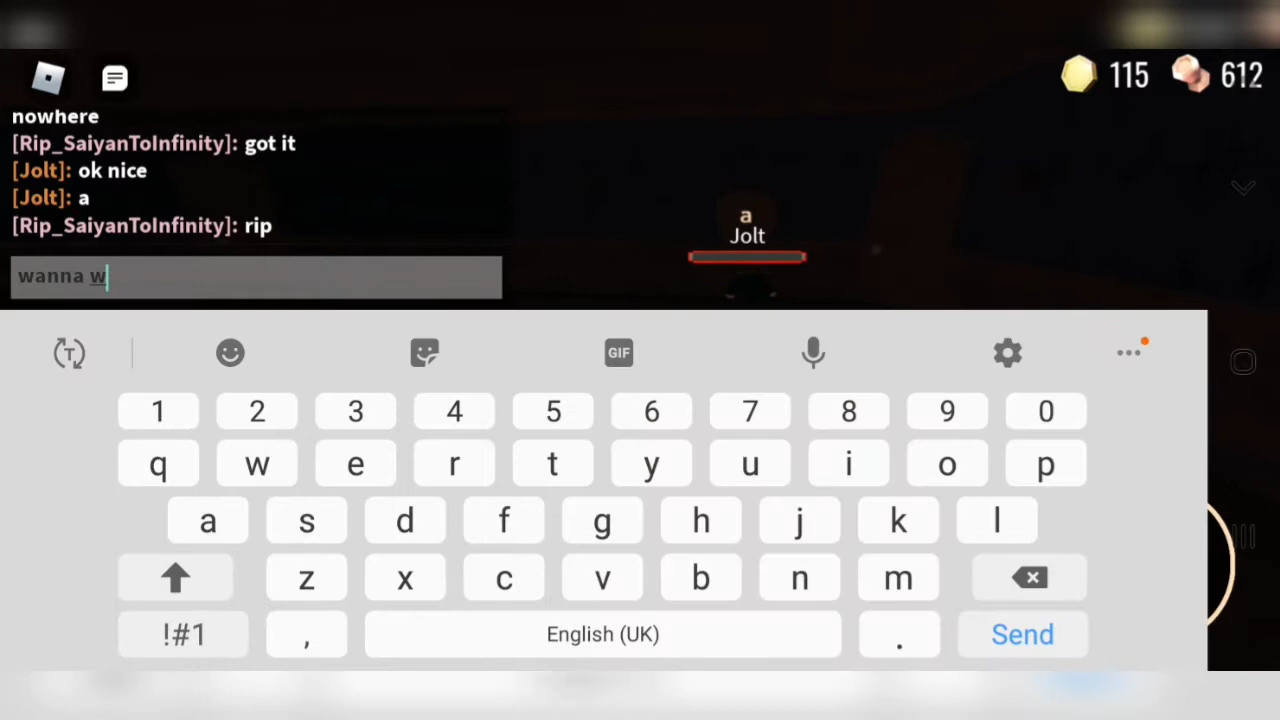 115
612
nowhere
[Rip_SaiyanToInfinity]: got it
[Jolt]: ok nice
[Jolt]: a
[Rip_SaiyanToInfinity]: rip
a
Jolt
wanna w
T
GIF
1 2 3 4 5 6 7 8 9 0
q w e r t y u i o p
a s d f g h j k l
z x c v b n m
!#1 , English (UK) . Send